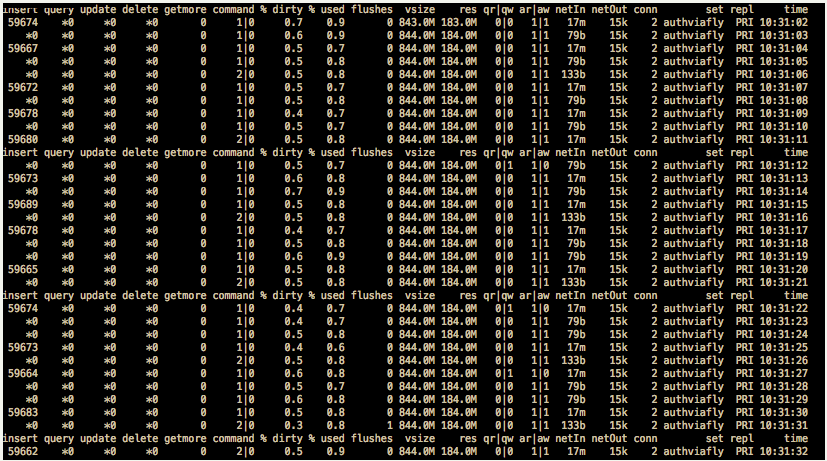 insert query update delete getmore command % dirty % used flushes vsize res qr|qw ar|aw netIn netOut conn set repl time
59674 *0 *0 *0 0 1|0 0.7 0.9 0 843.0M 183.0M 0|0 1|1 17m 15k 2 authviafly PRI 10:31:02
*0 *0 *0 *0 0 1|0 0.6 0.9 0 844.0M 184.0M 0|0 1|1 79b 15k 2 authviafly PRI 10:31:03
59667 *0 *0 *0 0 1|0 0.5 0.7 0 844.0M 184.0M 0|0 1|1 17m 15k 2 authviafly PRI 10:31:04
*0 *0 *0 *0 0 1|0 0.5 0.8 0 844.0M 184.0M 0|0 1|1 79b 15k 2 authviafly PRI 10:31:05
*0 *0 *0 *0 0 2|0 0.5 0.8 0 844.0M 184.0M 0|0 1|1 133b 15k 2 authviafly PRI 10:31:06
59672 *0 *0 *0 0 1|0 0.5 0.7 0 844.0M 184.0M 0|0 1|1 17m 15k 2 authviafly PRI 10:31:07
*0 *0 *0 *0 0 1|0 0.5 0.8 0 844.0M 184.0M 0|0 1|1 79b 15k 2 authviafly PRI 10:31:08
59678 *0 *0 *0 0 1|0 0.4 0.7 0 844.0M 184.0M 0|0 1|1 17m 15k 2 authviafly PRI 10:31:09
*0 *0 *0 *0 0 1|0 0.5 0.7 0 844.0M 184.0M 0|0 1|1 79b 15k 2 authviafly PRI 10:31:10
59680 *0 *0 *0 0 2|0 0.5 0.8 0 844.0M 184.0M 0|0 1|1 17m 15k 2 authviafly PRI 10:31:11
insert query update delete getmore command % dirty % used flushes vsize res qr|qw ar|aw netIn netOut conn set repl time
*0 *0 *0 *0 0 1|0 0.5 0.7 0 844.0M 184.0M 0|1 1|0 79b 15k 2 authviafly PRI 10:31:12
59673 *0 *0 *0 0 1|0 0.6 0.8 0 844.0M 184.0M 0|0 1|1 17m 15k 2 authviafly PRI 10:31:13
*0 *0 *0 *0 0 1|0 0.7 0.9 0 844.0M 184.0M 0|0 1|1 79b 15k 2 authviafly PRI 10:31:14
59689 *0 *0 *0 0 1|0 0.5 0.8 0 844.0M 184.0M 0|0 1|1 17m 15k 2 authviafly PRI 10:31:15
*0 *0 *0 *0 0 2|0 0.5 0.8 0 844.0M 184.0M 0|0 1|1 133b 15k 2 authviafly PRI 10:31:16
59678 *0 *0 *0 0 1|0 0.4 0.7 0 844.0M 184.0M 0|0 1|1 17m 15k 2 authviafly PRI 10:31:17
*0 *0 *0 *0 0 1|0 0.5 0.8 0 844.0M 184.0M 0|0 1|1 79b 15k 2 authviafly PRI 10:31:18
*0 *0 *0 *0 0 1|0 0.6 0.9 0 844.0M 184.0M 0|0 1|1 79b 15k 2 authviafly PRI 10:31:19
59665 *0 *0 *0 0 1|0 0.5 0.8 0 844.0M 184.0M 0|0 1|1 17m 15k 2 authviafly PRI 10:31:20
*0 *0 *0 *0 0 2|0 0.5 0.8 0 844.0M 184.0M 0|0 1|1 133b 15k 2 authviafly PRI 10:31:21
insert query update delete getmore command % dirty % used flushes vsize res qr|qw ar|aw netIn netOut conn set repl time
59674 *0 *0 *0 0 1|0 0.4 0.7 0 844.0M 184.0M 0|1 1|0 17m 15k 2 authviafly PRI 10:31:22
*0 *0 *0 *0 0 1|0 0.4 0.7 0 844.0M 184.0M 0|0 1|1 79b 15k 2 authviafly PRI 10:31:23
*0 *0 *0 *0 0 1|0 0.5 0.8 0 844.0M 184.0M 0|0 1|1 79b 15k 2 authviafly PRI 10:31:24
59673 *0 *0 *0 0 1|0 0.4 0.6 0 844.0M 184.0M 0|0 1|1 17m 15k 2 authviafly PRI 10:31:25
*0 *0 *0 *0 0 2|0 0.5 0.8 0 844.0M 184.0M 0|0 1|1 133b 15k 2 authviafly PRI 10:31:26
59664 *0 *0 *0 0 1|0 0.6 0.8 0 844.0M 184.0M 0|1 1|0 17m 15k 2 authviafly PRI 10:31:27
*0 *0 *0 *0 0 1|0 0.5 0.7 0 844.0M 184.0M 0|0 1|1 79b 15k 2 authviafly PRI 10:31:28
*0 *0 *0 *0 0 1|0 0.5 0.8 0 844.0M 184.0M 0|0 1|1 79b 15k 2 authviafly PRI 10:31:29
59683 *0 *0 *0 0 1|0 0.5 0.8 0 844.0M 184.0M 0|0 1|1 17m 15k 2 authviafly PRI 10:31:30
*0 *0 *0 *0 0 2|0 0.3 0.8 1 844.0M 184.0M 0|0 1|1 133b 15k 2 authviafly PRI 10:31:31
insert query update delete getmore command % dirty % used flushes vsize res qr|qw ar|aw netIn netOut conn set repl time
59662 *0 *0 *0 0 2|0 0.5 0.9 0 844.0M 184.0M 0|0 1|1 17m 15k 2 authviafly PRI 10:31:32